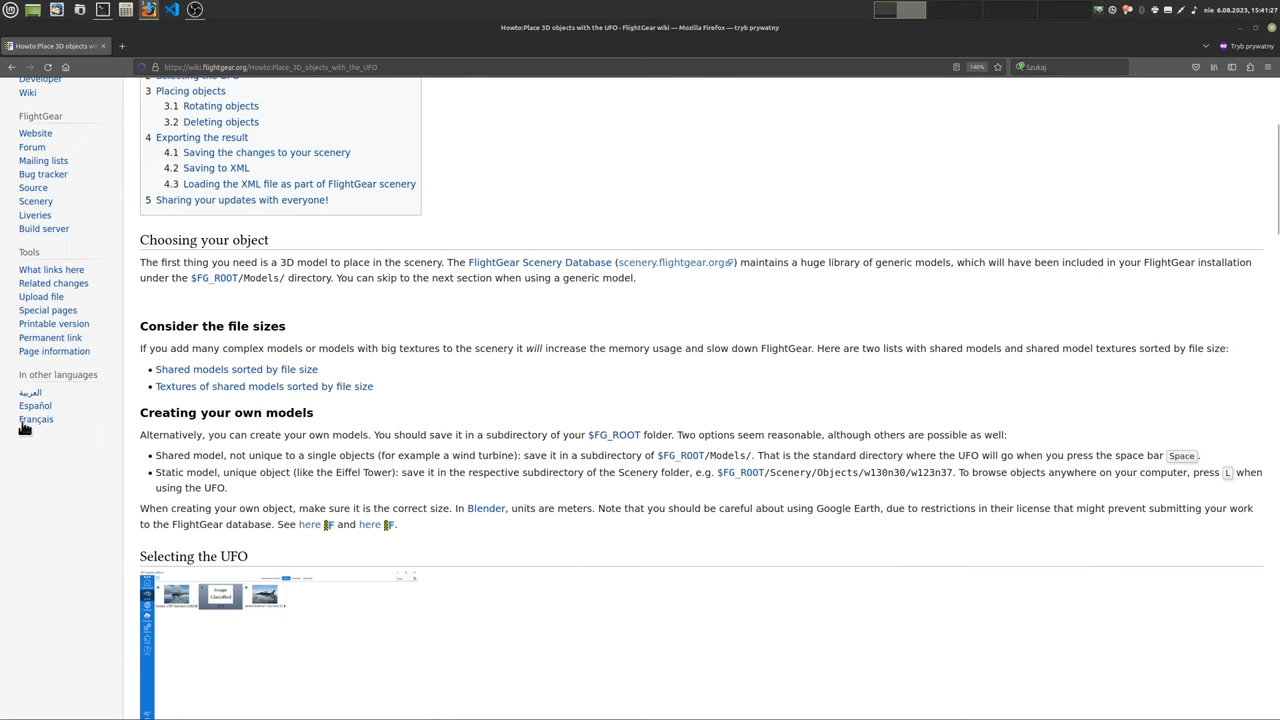 nie 6.08.2023, 15:41:27
Howto:Place 3D objects with the UFO - FlightGear wiki — Mozilla Firefox — tryb prywatny
Howto:Place 3D objects wi
Tryb prywatny
https://wiki.flightgear.org/Howto:Place_3D_objects_with_the_UFO
140%
Szukaj
Developer
Wiki
FlightGear
Website
Forum
Mailing lists
Bug tracker
Source
Scenery
Liveries
Build server
Tools
What links here
Related changes
Upload file
Special pages
Printable version
Permanent link
Page information
In other languages
العربية
Español
Français
2 Selecting the UFO
3 Placing objects
3.1 Rotating objects
3.2 Deleting objects
4 Exporting the result
4.1 Saving the changes to your scenery
4.2 Saving to XML
4.3 Loading the XML file as part of FlightGear scenery
5 Sharing your updates with everyone!
Choosing your object
The first thing you need is a 3D model to place in the scenery. The FlightGear Scenery Database (scenery.flightgear.org) maintains a huge library of generic models, which will have been included in your FlightGear installation
under the $FG_ROOT/Models/ directory. You can skip to the next section when using a generic model.
Consider the file sizes
If you add many complex models or models with big textures to the scenery it will increase the memory usage and slow down FlightGear. Here are two lists with shared models and shared model textures sorted by file size:
• Shared models sorted by file size
• Textures of shared models sorted by file size
Creating your own models
Alternatively, you can create your own models. You should save it in a subdirectory of your $FG_ROOT folder. Two options seem reasonable, although others are possible as well:
• Shared model, not unique to a single objects (for example a wind turbine): save it in a subdirectory of $FG_ROOT/Models/. That is the standard directory where the UFO will go when you press the space bar Space.
• Static model, unique object (like the Eiffel Tower): save it in the respective subdirectory of the Scenery folder, e.g. $FG_ROOT/Scenery/Objects/w130n30/w123n37. To browse objects anywhere on your computer, press L when
using the UFO.
When creating your own object, make sure it is the correct size. In Blender, units are meters. Note that you should be careful about using Google Earth, due to restrictions in their license that might prevent submitting your work
to the FlightGear database. See here F and here F.
Selecting the UFO
Image
Classified